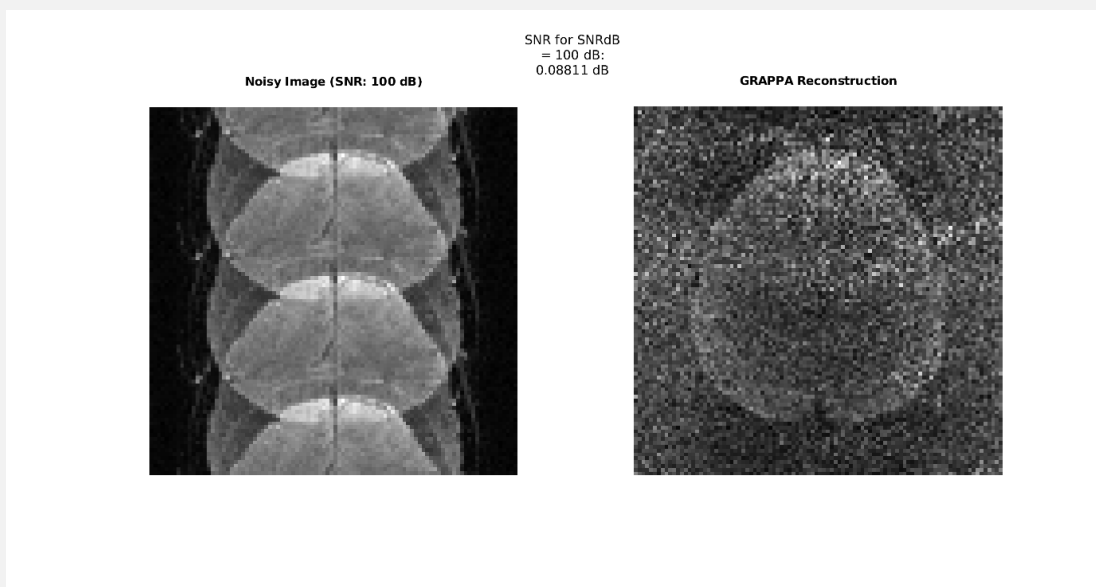 SNR for SNRdB
= 100 dB:
0.08811 dB
Noisy Image (SNR: 100 dB)
GRAPPA Reconstruction